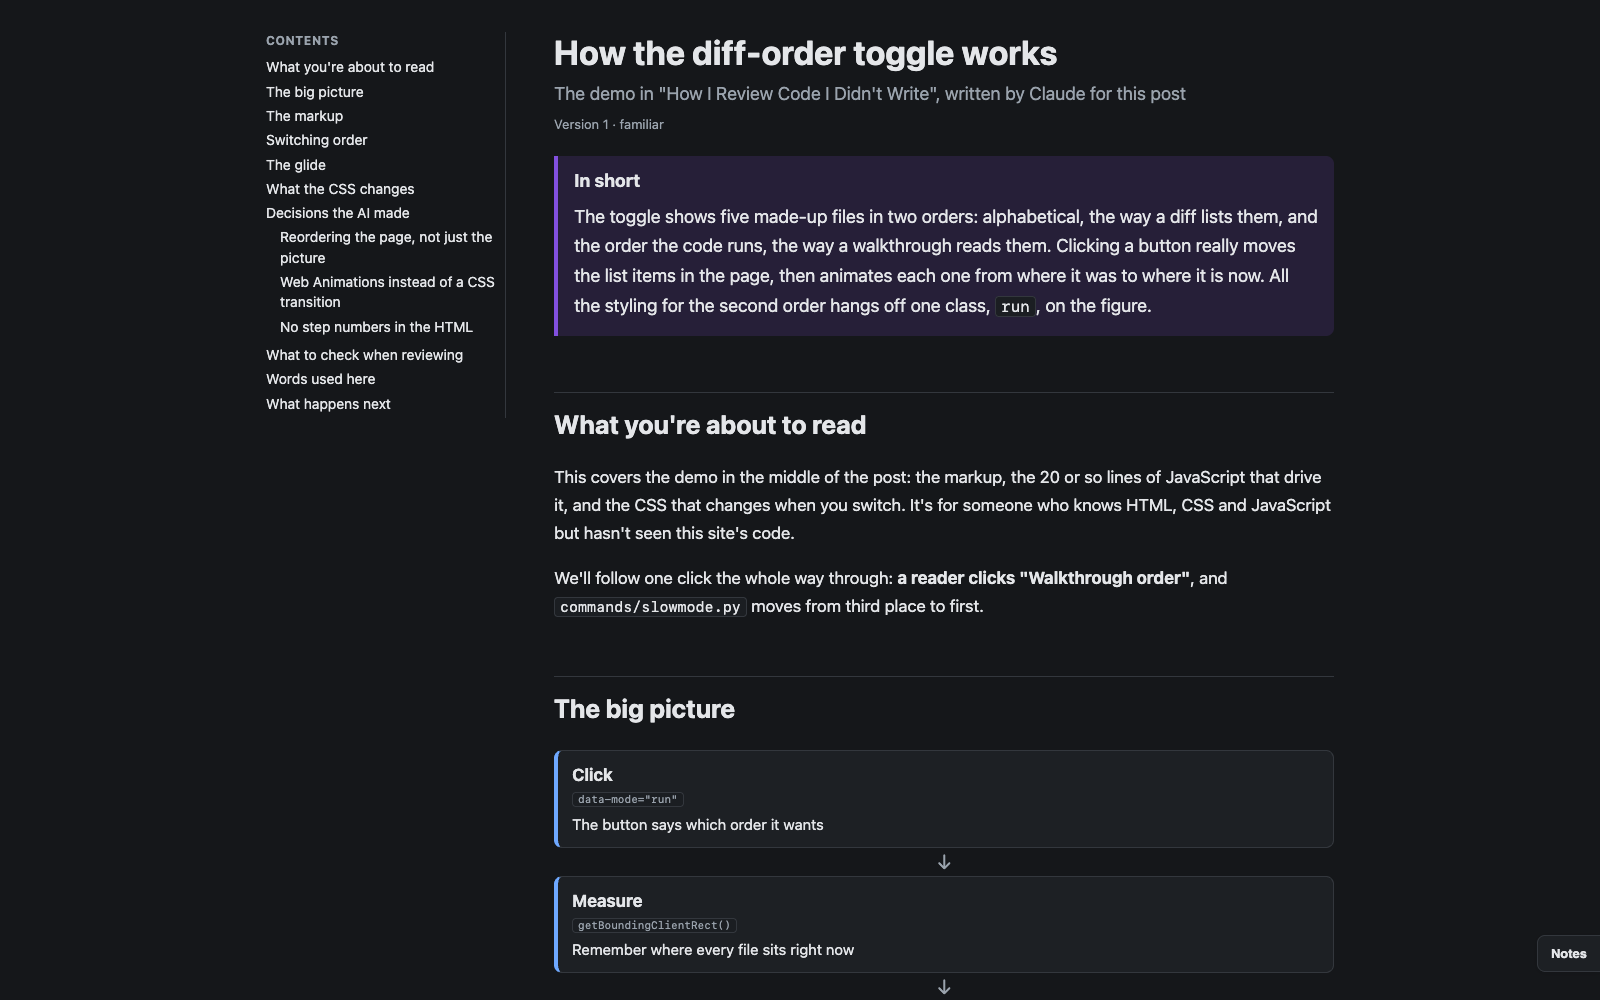 CONTENTS
What you're about to read
The big picture
The markup
Switching order
The glide
What the CSS changes
Decisions the AI made
Reordering the page, not just the
picture
Web Animations instead of a CSS
transition
No step numbers in the HTML
What to check when reviewing
Words used here
What happens next
How the diff-order toggle works
The demo in "How I Review Code I Didn't Write", written by Claude for this post
Version 1 · familiar
In short
The toggle shows five made-up files in two orders: alphabetical, the way a diff lists them, and
the order the code runs, the way a walkthrough reads them. Clicking a button really moves
the list items in the page, then animates each one from where it was to where it is now. All
the styling for the second order hangs off one class, run, on the figure.
What you're about to read
This covers the demo in the middle of the post: the markup, the 20 or so lines of JavaScript that drive
it, and the CSS that changes when you switch. It's for someone who knows HTML, CSS and JavaScript
but hasn't seen this site's code.
We'll follow one click the whole way through: a reader clicks "Walkthrough order", and
commands/slowmode.py moves from third place to first.
The big picture
Click
data-mode="run"
The button says which order it wants
↓
Measure
getBoundingClientRect()
Remember where every file sits right now
↓
Notes